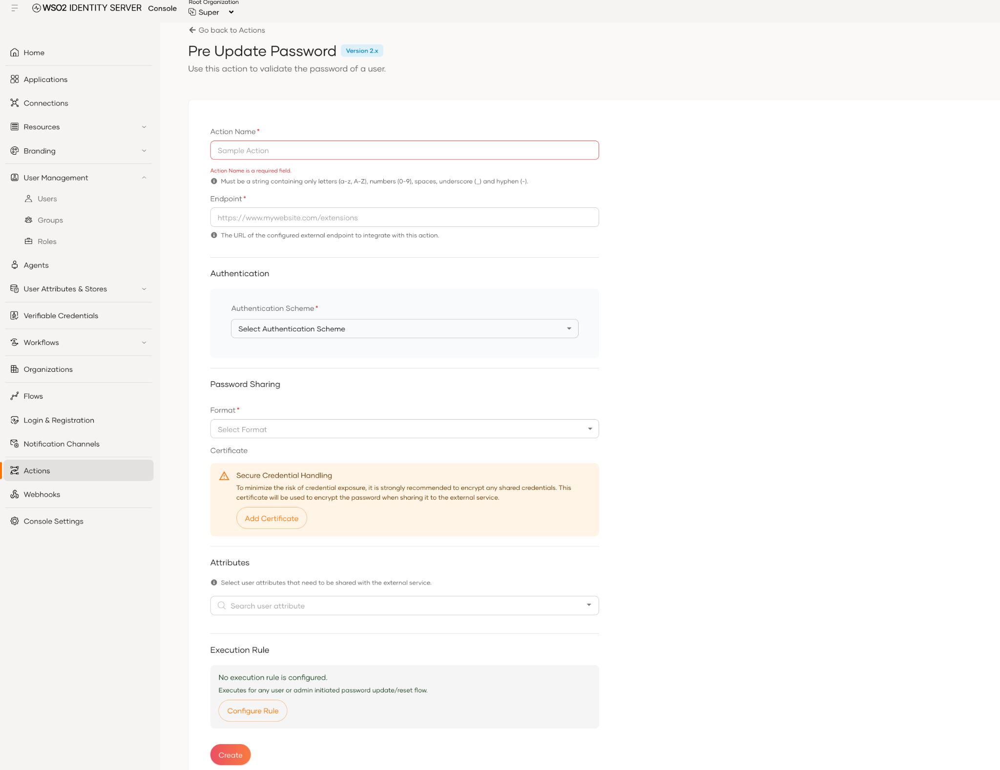 WSO2 IDENTITY SERVER Console
Root Organization
Super
Home
Applications
Connections
Resources
Branding
User Management
Users
Groups
Roles
Agents
User Attributes & Stores
Verifiable Credentials
Workflows
Organizations
Flows
Login & Registration
Notification Channels
Actions
Webhooks
Console Settings
Go back to Actions
Pre Update Password Version 2.x
Use this action to validate the password of a user.
Action Name *
Sample Action
Action Name is a required field.
Must be a string containing only letters (a-z, A-Z), numbers (0-9), spaces, underscore (_) and hyphen (-).
Endpoint *
https://www.mywebsite.com/extensions
The URL of the configured external endpoint to integrate with this action.
Authentication
Authentication Scheme *
Select Authentication Scheme
Password Sharing
Format *
Select Format
Certificate
Secure Credential Handling
To minimize the risk of credential exposure, it is strongly recommended to encrypt any shared credentials. This
certificate will be used to encrypt the password when sharing it to the external service.
Add Certificate
Attributes
Select user attributes that need to be shared with the external service.
Search user attribute
Execution Rule
No execution rule is configured.
Executes for any user or admin initiated password update/reset flow.
Configure Rule
Create